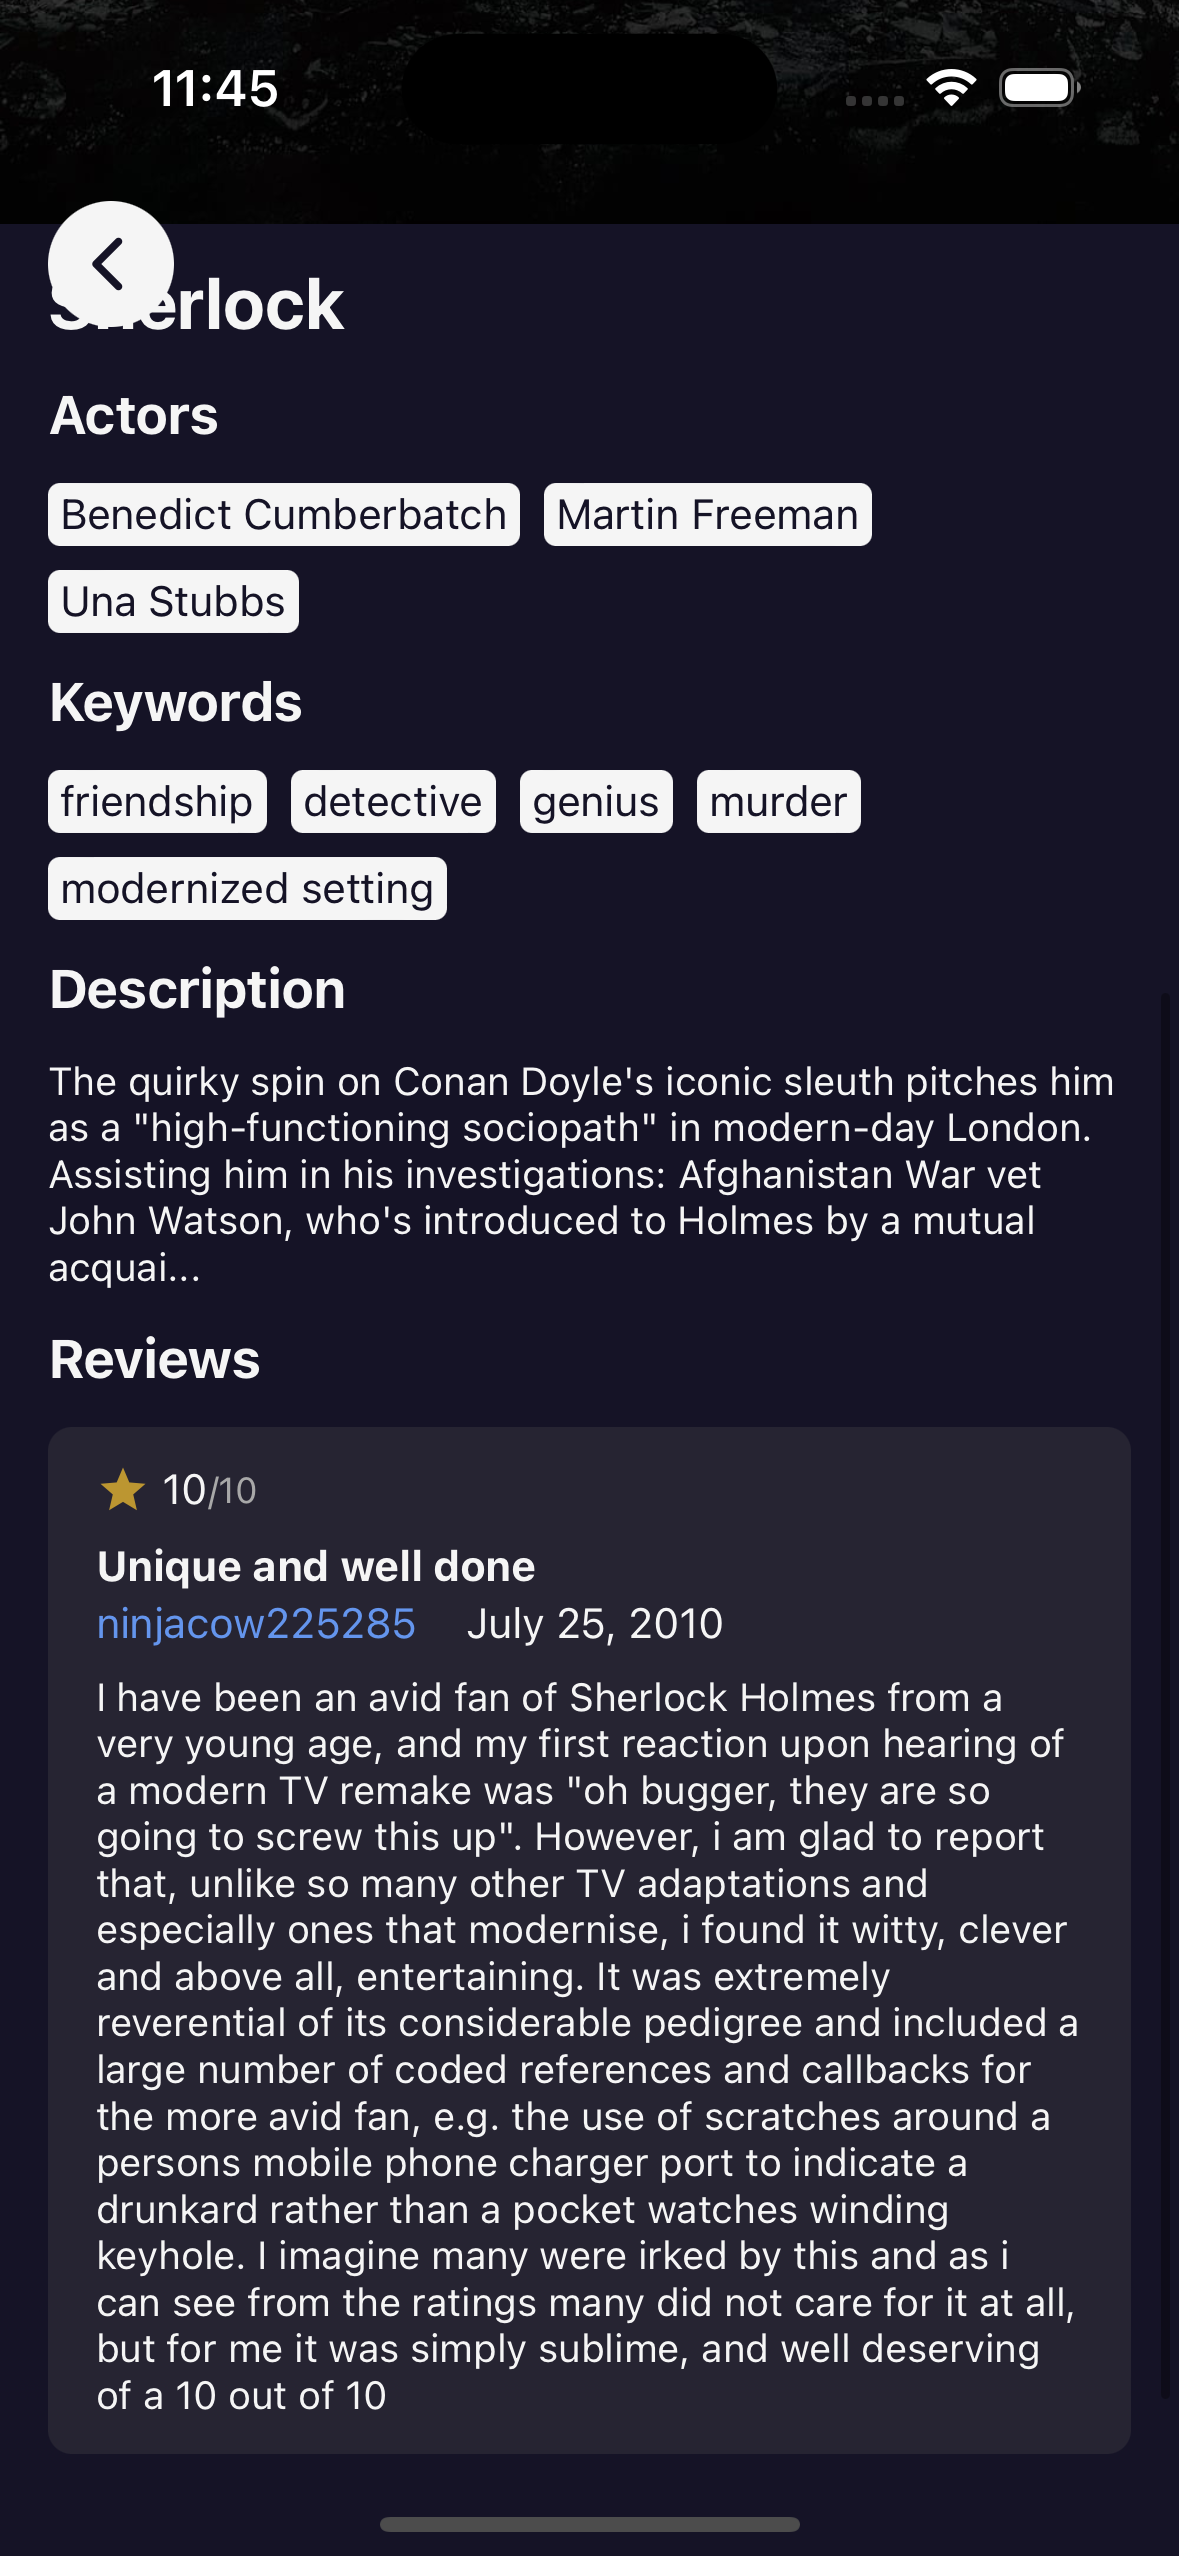 11:45
Sherlock
Actors
Benedict Cumberbatch
Martin Freeman
Una Stubbs
Keywords
friendship
detective
genius
murder
modernized setting
Description
The quirky spin on Conan Doyle's iconic sleuth pitches him
as a "high-functioning sociopath" in modern-day London.
Assisting him in his investigations: Afghanistan War vet
John Watson, who's introduced to Holmes by a mutual
acquai...
Reviews
10/10
Unique and well done
ninjacow225285 July 25, 2010
I have been an avid fan of Sherlock Holmes from a
very young age, and my first reaction upon hearing of
a modern TV remake was "oh bugger, they are so
going to screw this up". However, i am glad to report
that, unlike so many other TV adaptations and
especially ones that modernise, i found it witty, clever
and above all, entertaining. It was extremely
reverential of its considerable pedigree and included a
large number of coded references and callbacks for
the more avid fan, e.g. the use of scratches around a
persons mobile phone charger port to indicate a
drunkard rather than a pocket watches winding
keyhole. I imagine many were irked by this and as i
can see from the ratings many did not care for it at all,
but for me it was simply sublime, and well deserving
of a 10 out of 10